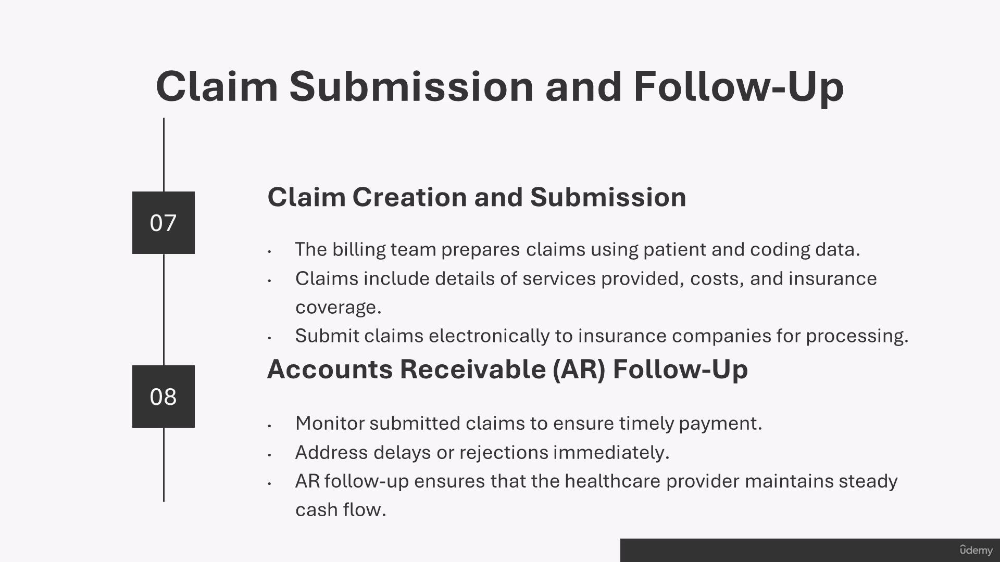 Claim Submission and Follow-Up
07
Claim Creation and Submission
• The billing team prepares claims using patient and coding data.
• Claims include details of services provided, costs, and insurance
coverage.
• Submit claims electronically to insurance companies for processing.
08
Accounts Receivable (AR) Follow-Up
• Monitor submitted claims to ensure timely payment.
• Address delays or rejections immediately.
• AR follow-up ensures that the healthcare provider maintains steady
cash flow.
udemy